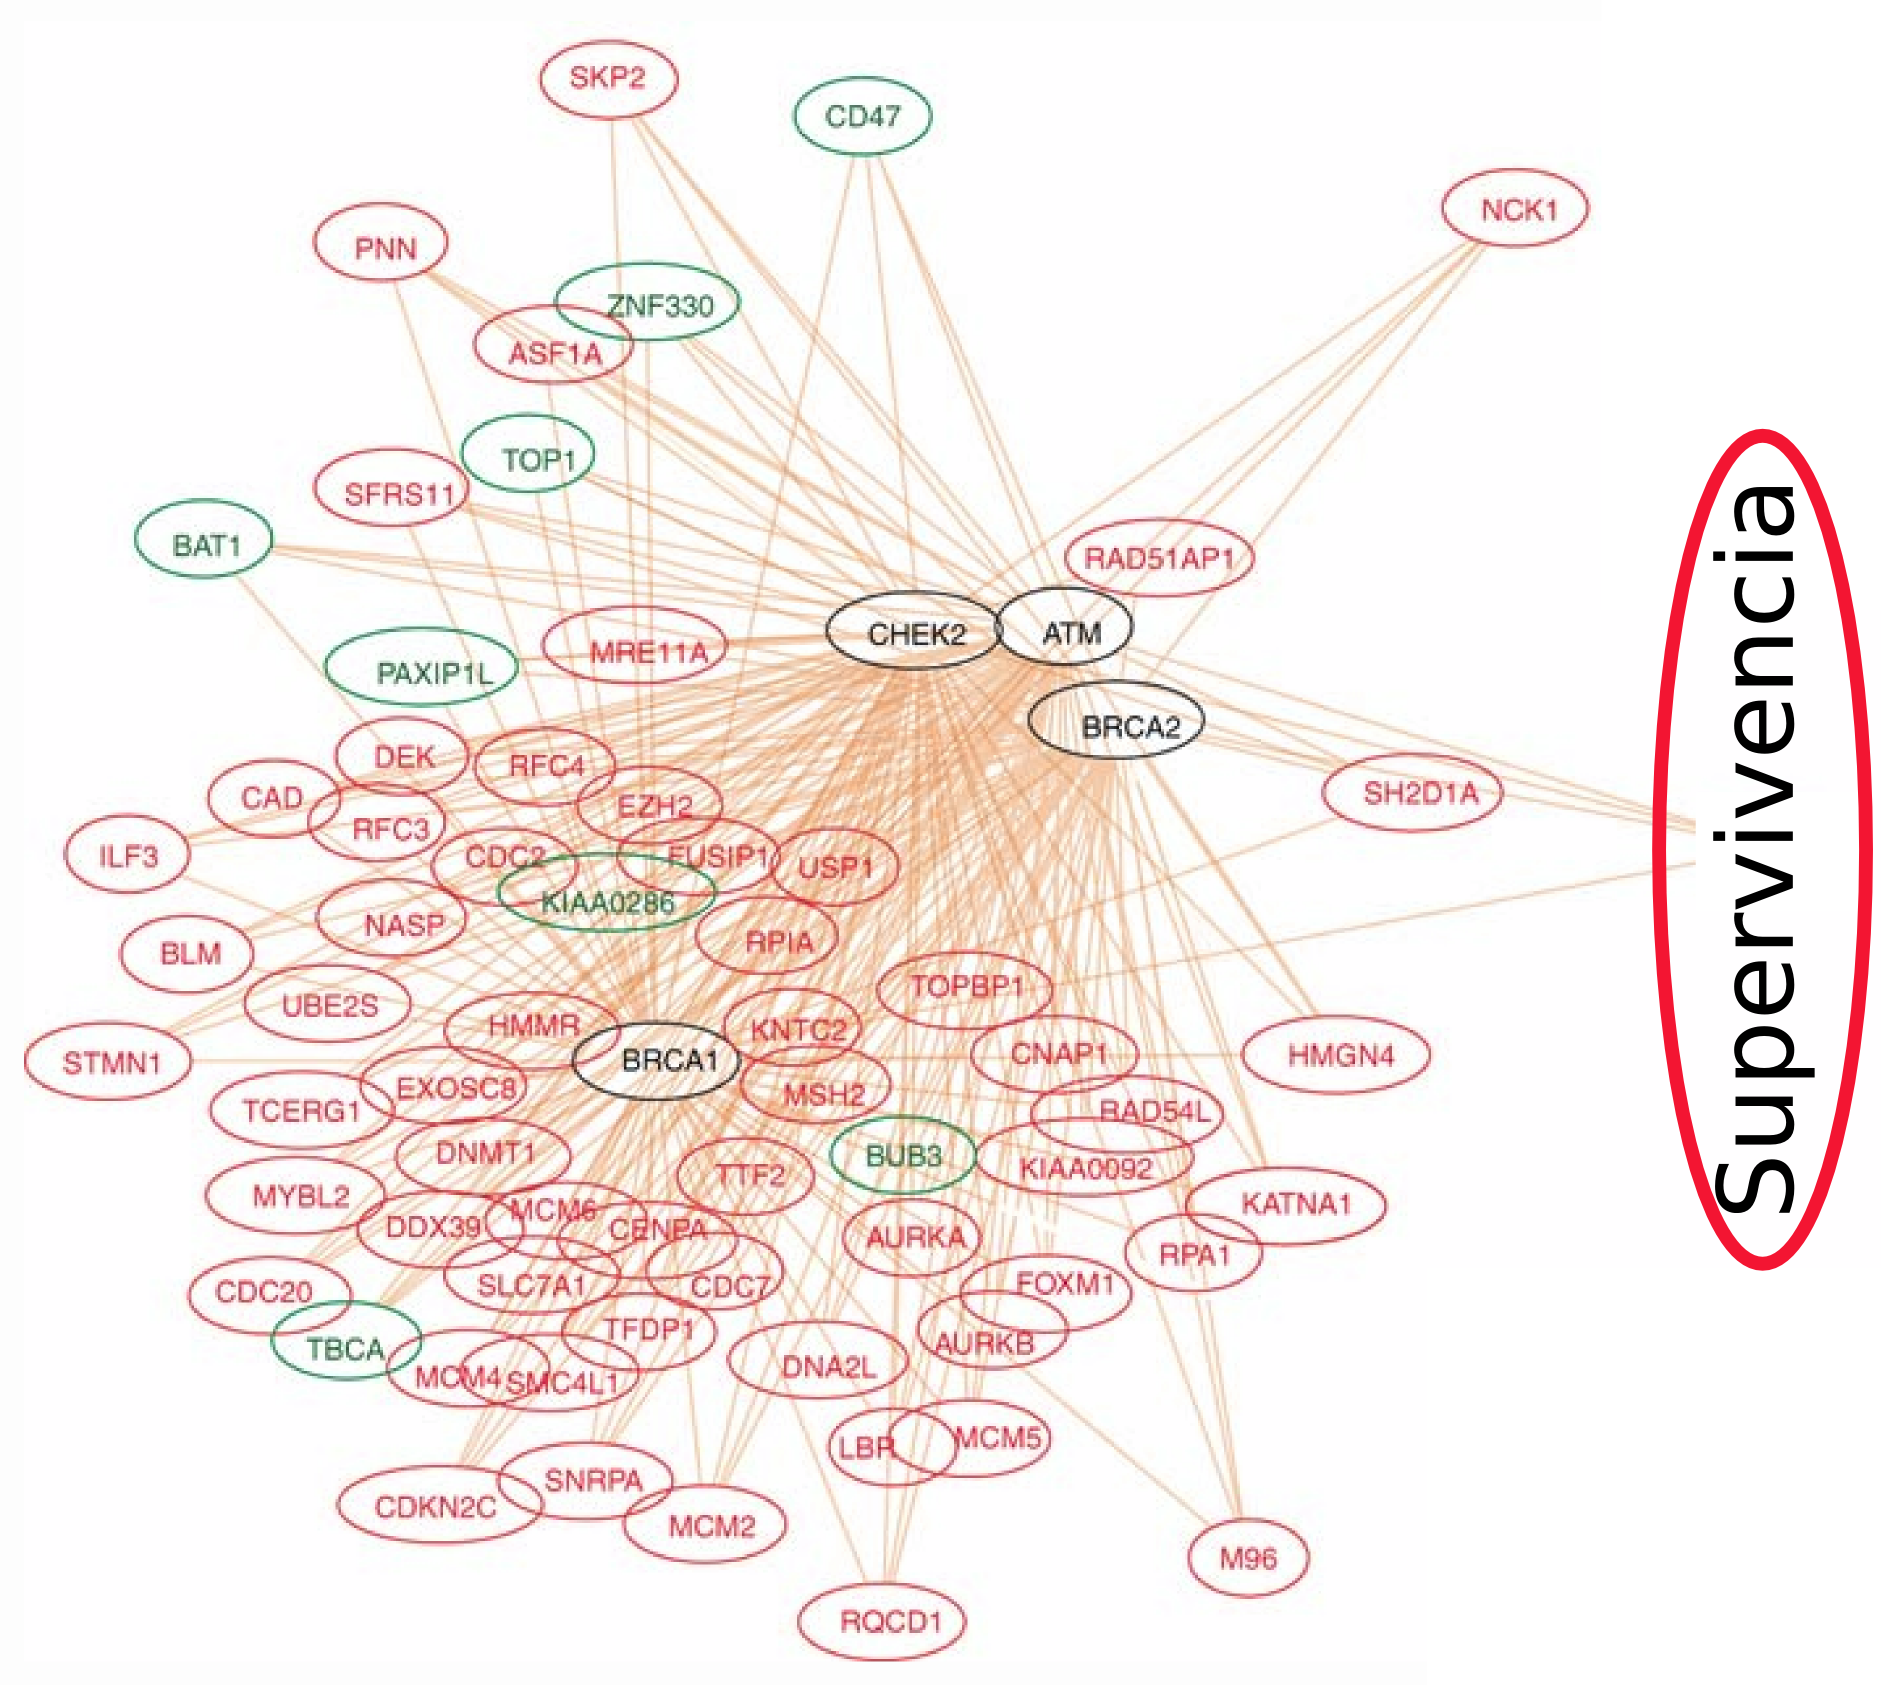 SKP2
CD47
NCK1
PNN
ZNF330
ASF1A
TOP1
SFRS11
BAT1
RAD51AP1
CHEK2
ATM
MRE11A
PAXIP1L
BRCA2
DEK
RFC4
CAD
EZH2
SH2D1A
RFC3
ILF3
CDC2
FUSIP1
USP1
KIAA0286
NASP
RPIA
BLM
TOPBP1
UBE2S
HMMR
KNTC2
CNAP1
HMGN4
STMN1
BRCA1
EXOSC8
MSH2
TCERG1
RAD54L
DNMT1
BUB3
KIAA0092
TTF2
MYBL2
MCM6
KATNA1
DDX39
CENPA
AURKA
RPA1
CDC20
SLC7A1
CDC7
FOXM1
TFDP1
AURKB
TBCA
DNA2L
MCM4
SMC4L1
LBR
MCM5
SNRPA
CDKN2C
MCM2
M96
RQCD1
Supervivencia